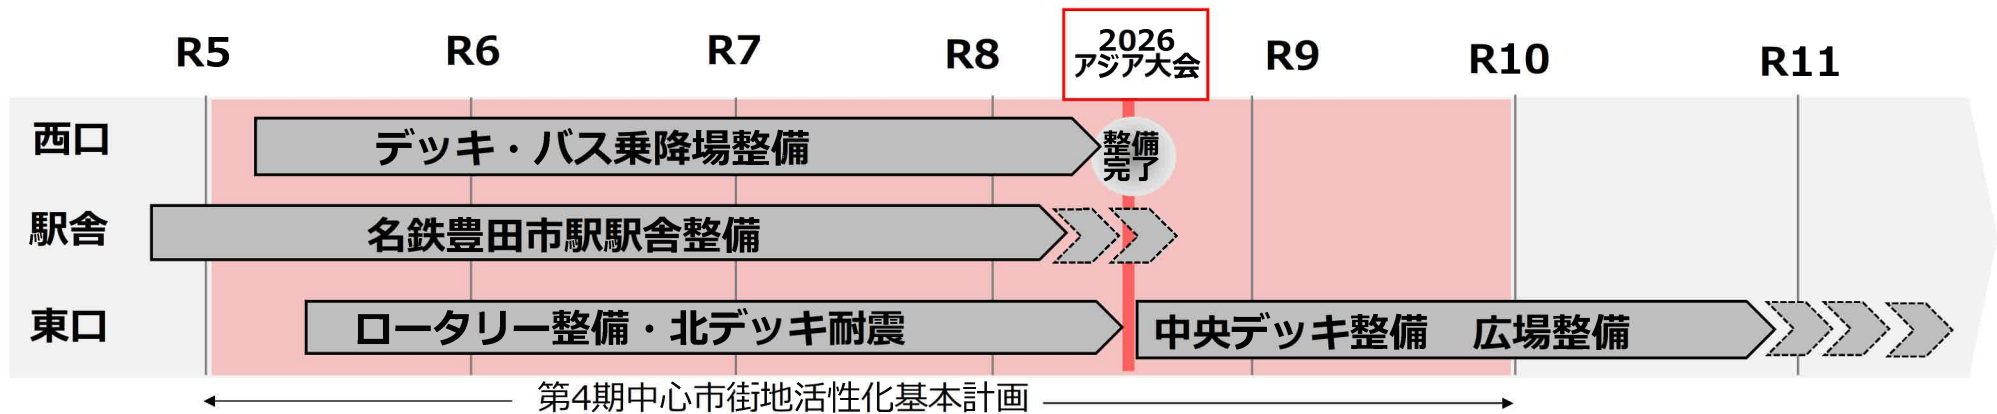 R5 R6 R7 R8 2026 R9 R10 R11
アジア大会
西口 デッキ・バス乗降場整備 整備
完了
駅舎 名鉄豊田市駅駅舎整備
東口 ロータリー整備・北デッキ耐震 中央デッキ整備 広場整備
第4期中心市街地活性化基本計画